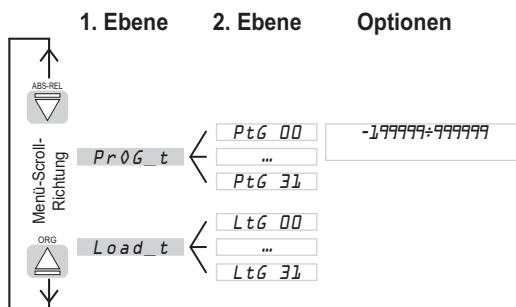 1. Ebene 2. Ebene Optionen
ABS-REL
Menü-Scroll-
Richtung
ORG
Pr0G_t
PtG 00
...
PtG 31
-199999÷999999
Load_t
LtG 00
...
LtG 31